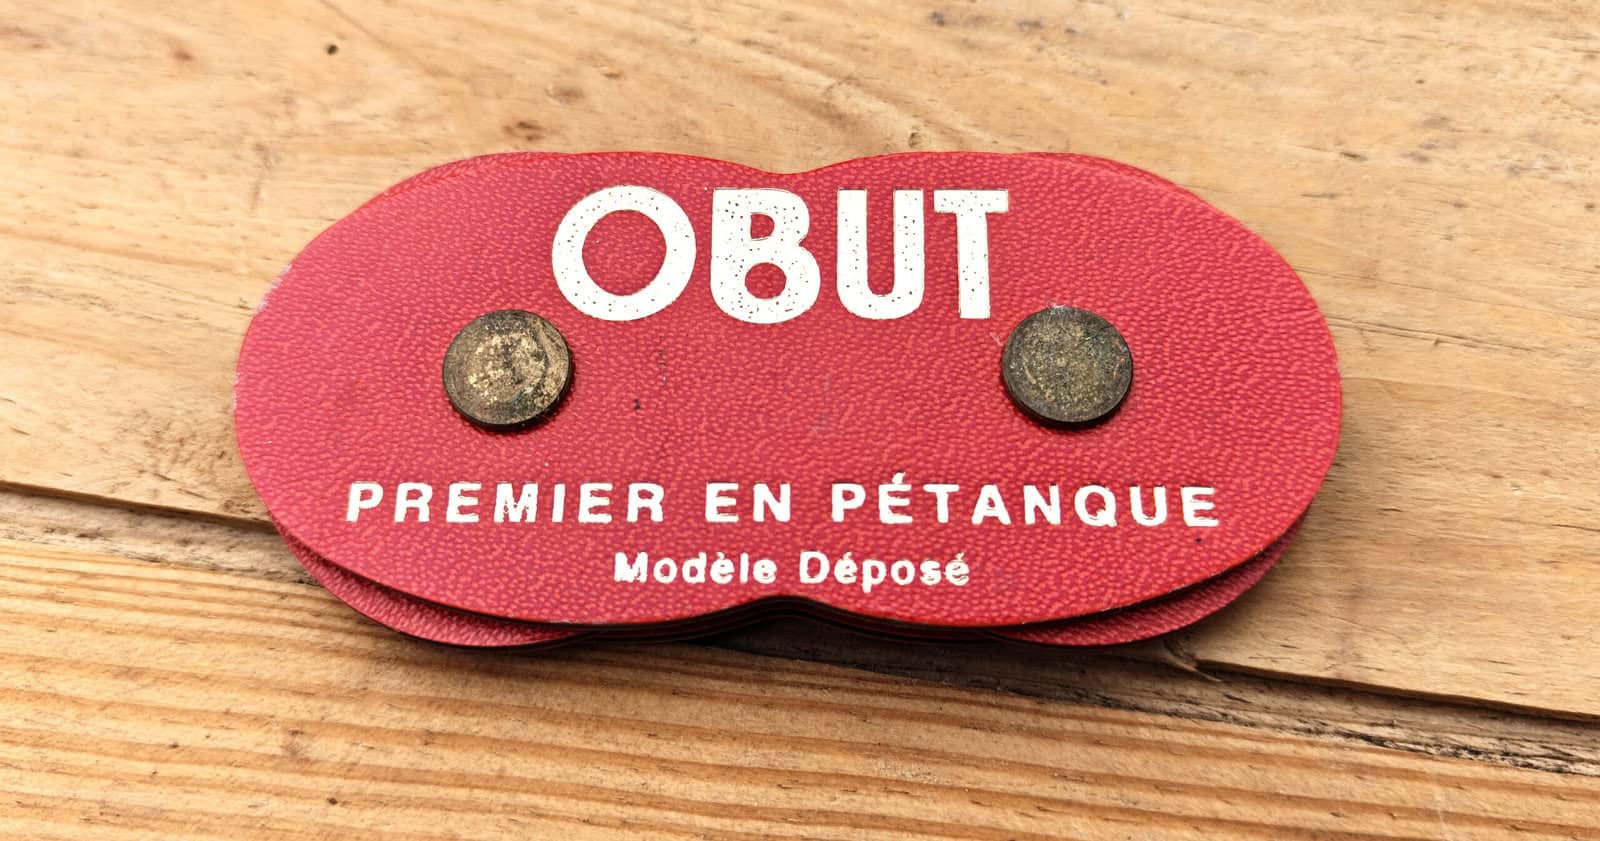 OBUT
PREMIER EN PÉTANQUE
Modèle Déposé